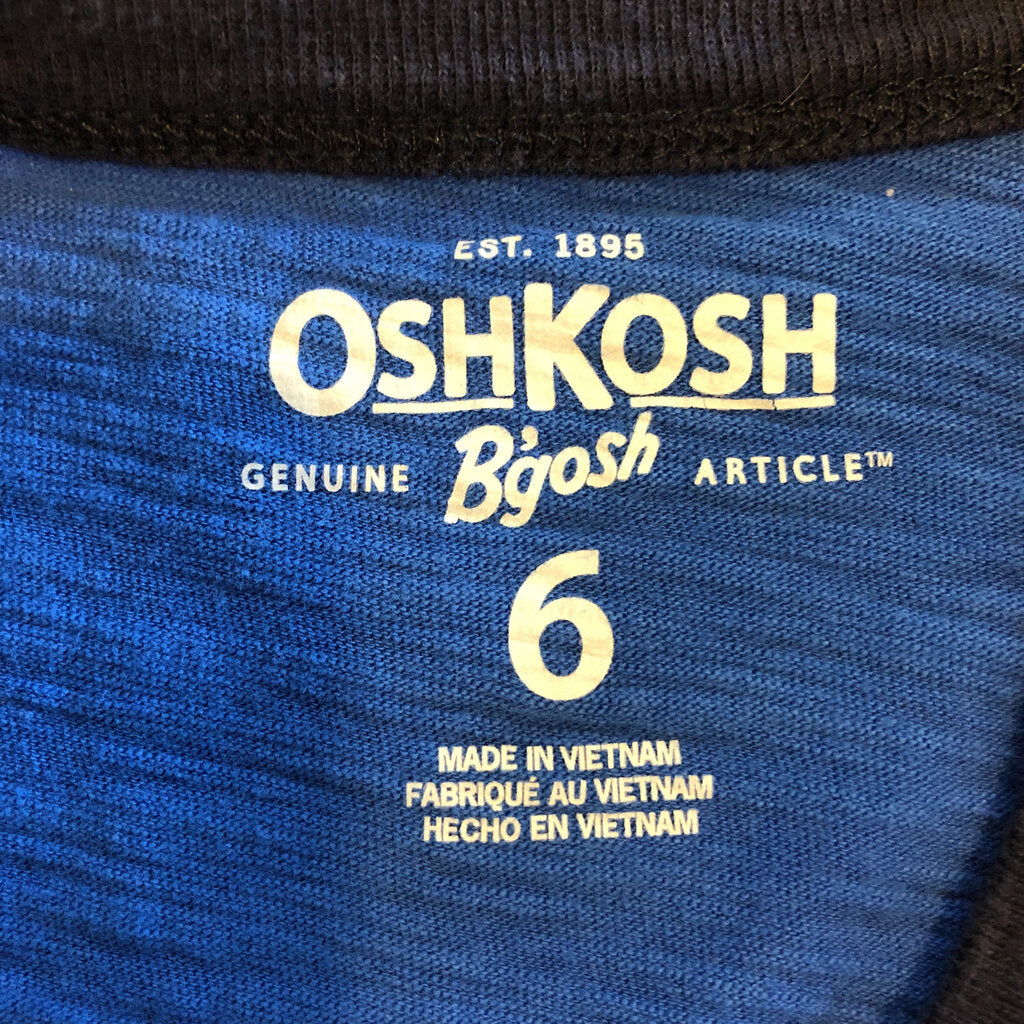 EST. 1895
OSHKOSH
GENUINE B'gosh ARTICLE™
6
MADE IN VIETNAM
FABRIQUÉ AU VIETNAM
HECHO EN VIETNAM